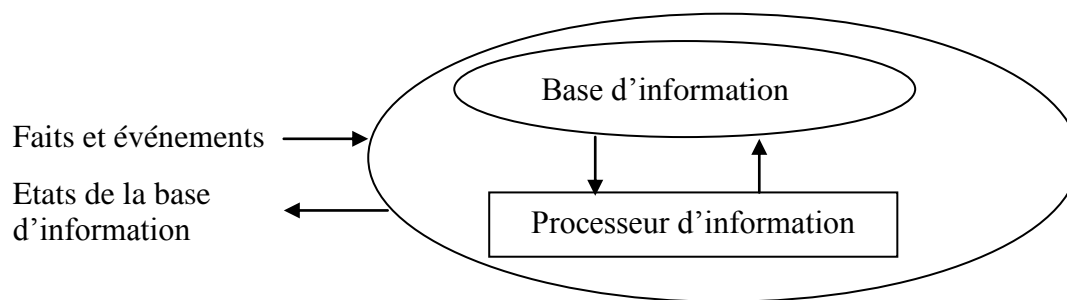 Base d’information
Faits et événements
Etats de la base
d’information
Processeur d’information